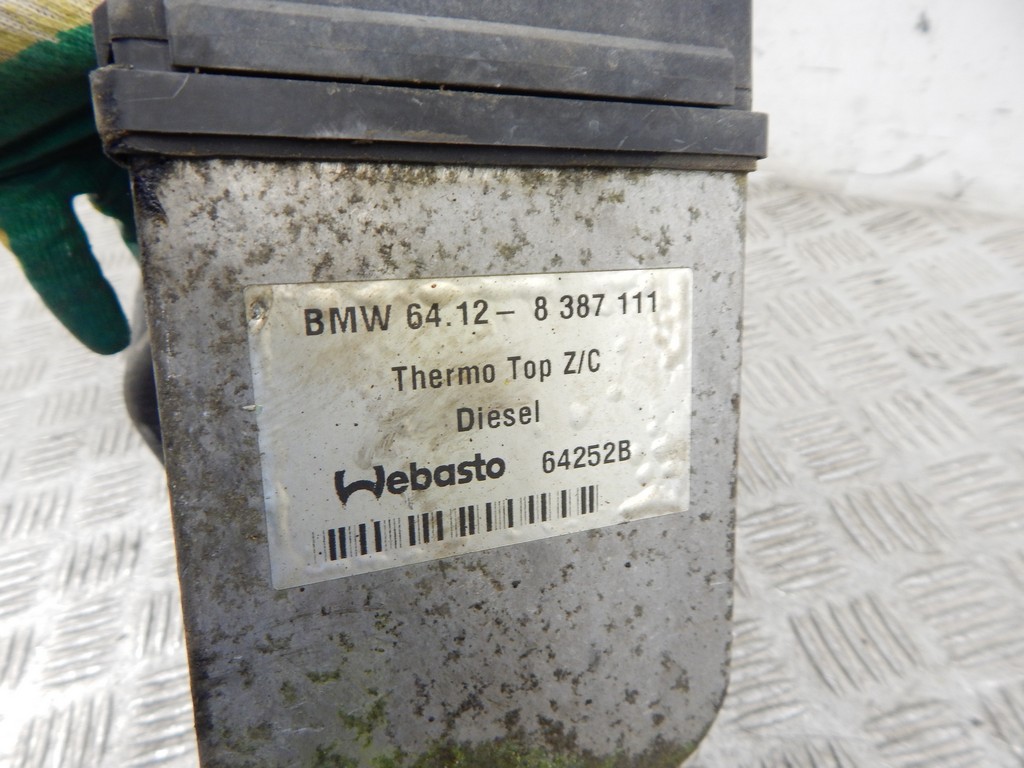 BMW 64.12 - 8 387 111
Thermo Top Z/C
Diesel
Webasto 64252B